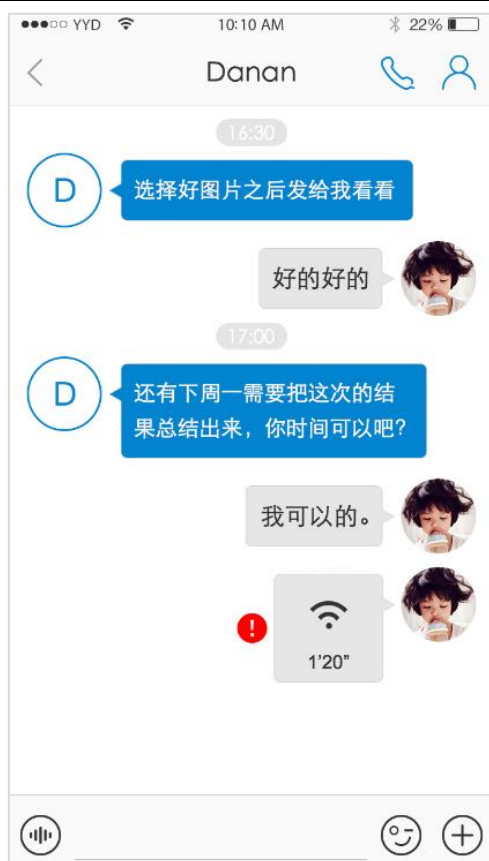 YYD 10:10 AM 22%
Danan
16:30
D 选择好图片之后发给我看看
好的好的
17:00
D 还有下周一需要把这次的结
果总结出来，你时间可以吧？
我可以的。
!
1'20"